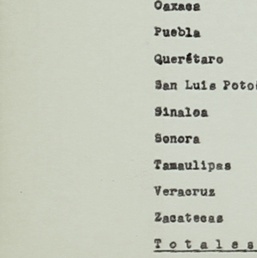 Oaxaca
Puebla
Querétaro
San Luis Poto
Sinaloa
Sonora
Tamaulipas
Veracruz
Zacatecas
T o t a l e s